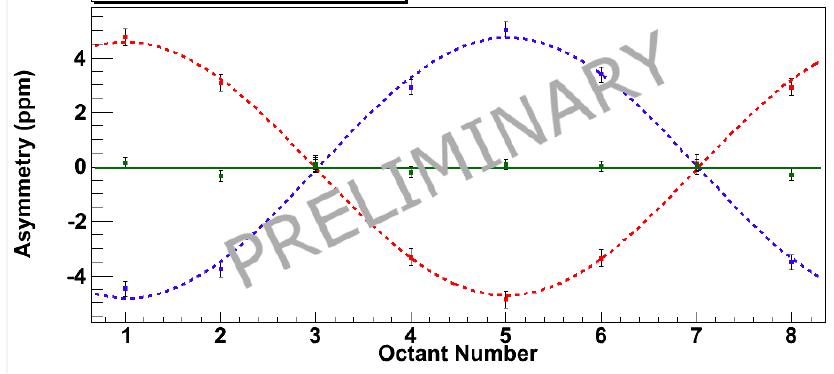 Asymmetry (ppm)
4
2
0
-2
-4
PRELIMINARY
1 2 3 4 5 6 7 8
Octant Number